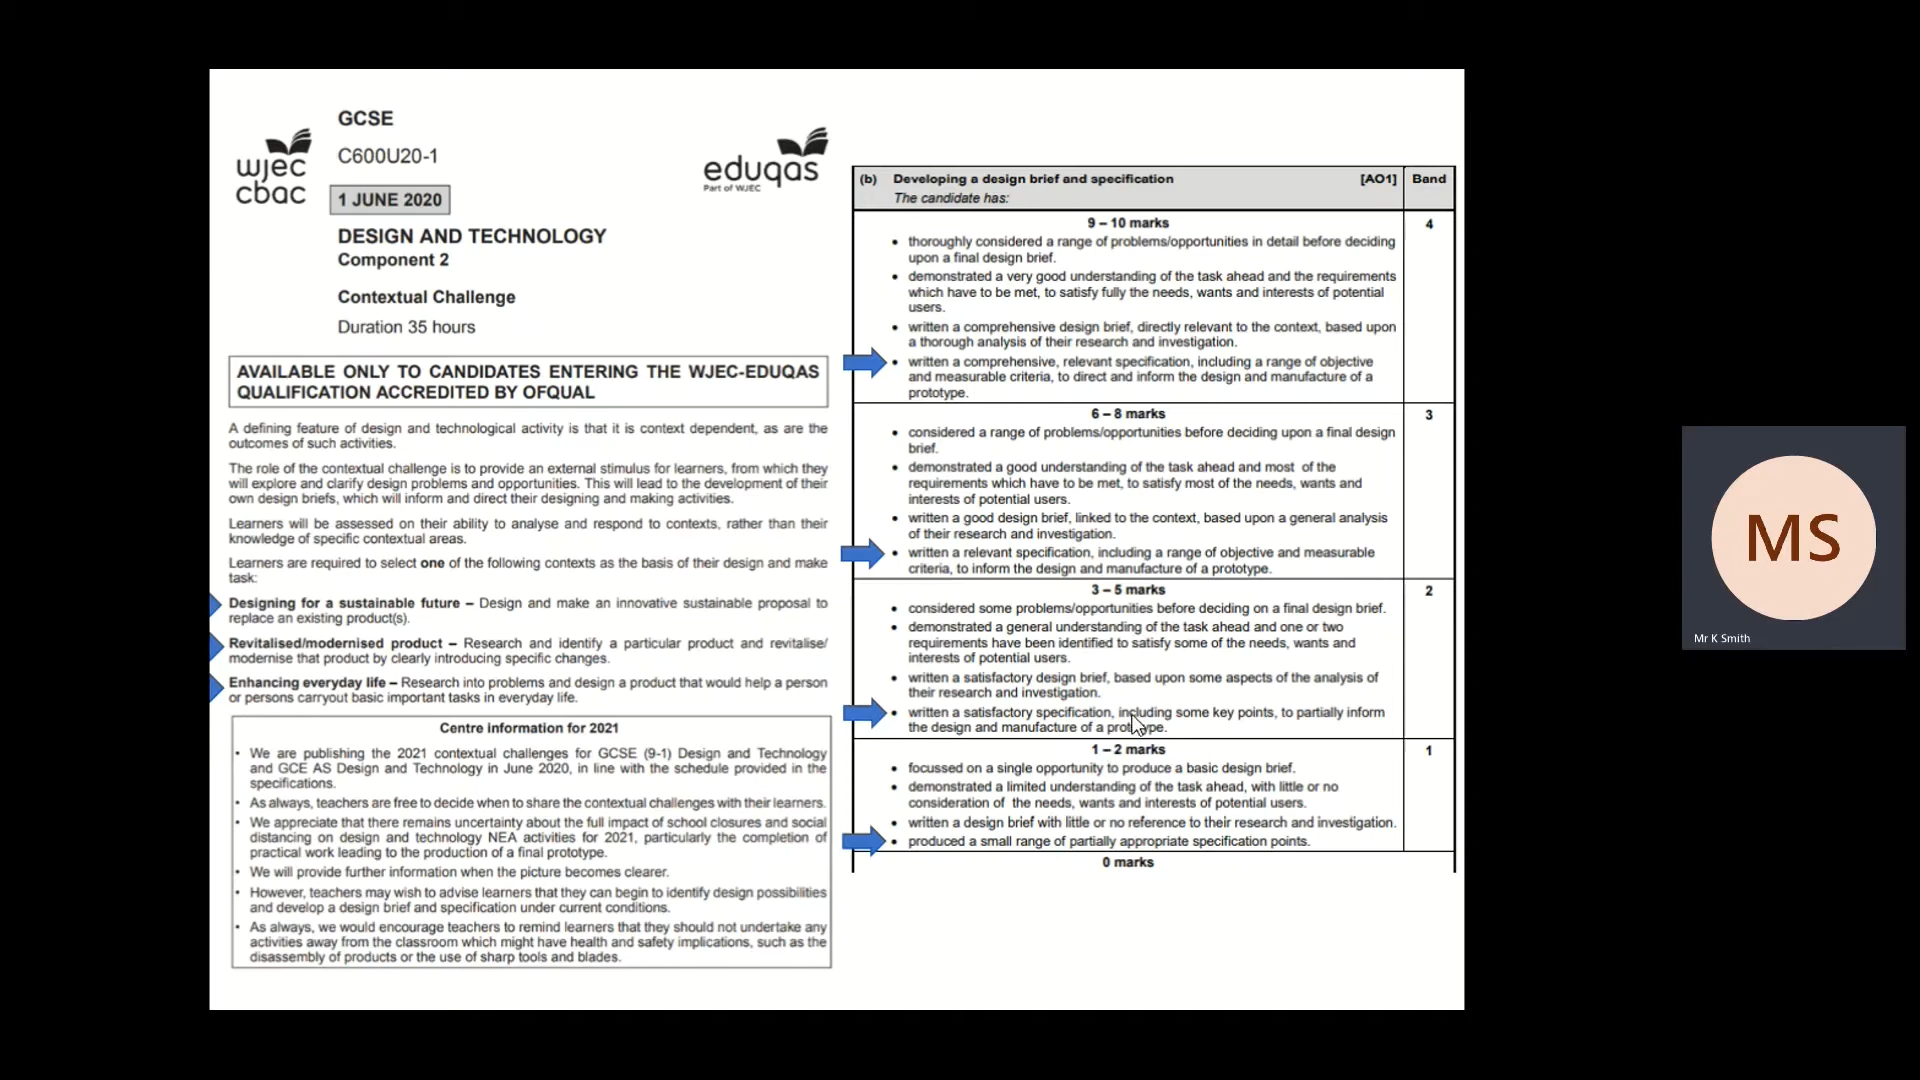 GCSE
C600U20-1
1 JUNE 2020
DESIGN AND TECHNOLOGY
Component 2
Contextual Challenge
Duration 35 hours
wjec
cbac
eduqas
Part of WJEC
AVAILABLE ONLY TO CANDIDATES ENTERING THE WJEC-EDUQAS
QUALIFICATION ACCREDITED BY OFQUAL
A defining feature of design and technological activity is that it is context dependent, as are the
outcomes of such activities.
The role of the contextual challenge is to provide an external stimulus for learners, from which they
will explore and clarify design problems and opportunities. This will lead to the development of their
own design briefs, which will inform and direct their designing and making activities.
Learners will be assessed on their ability to analyse and respond to contexts, rather than their
knowledge of specific contextual areas.
Learners are required to select one of the following contexts as the basis of their design and make
task:
Designing for a sustainable future – Design and make an innovative sustainable proposal to
replace an existing product(s).
Revitalised/modernised product – Research and identify a particular product and revitalise/
modernise that product by clearly introducing specific changes.
Enhancing everyday life – Research into problems and design a product that would help a person
or persons carryout basic important tasks in everyday life.
Centre information for 2021
• We are publishing the 2021 contextual challenges for GCSE (9-1) Design and Technology
and GCE AS Design and Technology in June 2020, in line with the schedule provided in the
specifications.
• As always, teachers are free to decide when to share the contextual challenges with their learners.
• We appreciate that there remains uncertainty about the full impact of school closures and social
distancing on design and technology NEA activities for 2021, particularly the completion of
practical work leading to the production of a final prototype.
• We will provide further information when the picture becomes clearer.
• However, teachers may wish to advise learners that they can begin to identify design possibilities
and develop a design brief and specification under current conditions.
• As always, we would encourage teachers to remind learners that they should not undertake any
activities away from the classroom which might have health and safety implications, such as the
disassembly of products or the use of sharp tools and blades.
(b) Developing a design brief and specification [AO1] Band
The candidate has:
9 – 10 marks 4
• thoroughly considered a range of problems/opportunities in detail before deciding
upon a final design brief.
• demonstrated a very good understanding of the task ahead and the requirements
which have to be met, to satisfy fully the needs, wants and interests of potential
users.
• written a comprehensive design brief, directly relevant to the context, based upon
a thorough analysis of their research and investigation.
• written a comprehensive, relevant specification, including a range of objective
and measurable criteria, to direct and inform the design and manufacture of a
prototype.
6 – 8 marks 3
• considered a range of problems/opportunities before deciding upon a final design
brief.
• demonstrated a good understanding of the task ahead and most of the
requirements which have to be met, to satisfy most of the needs, wants and
interests of potential users.
• written a good design brief, linked to the context, based upon a general analysis
of their research and investigation.
• written a relevant specification, including a range of objective and measurable
criteria, to inform the design and manufacture of a prototype.
3 – 5 marks 2
• considered some problems/opportunities before deciding on a final design brief.
• demonstrated a general understanding of the task ahead and one or two
requirements have been identified to satisfy some of the needs, wants and
interests of potential users.
• written a satisfactory design brief, based upon some aspects of the analysis of
their research and investigation.
• written a satisfactory specification, including some key points, to partially inform
the design and manufacture of a prototype.
1 – 2 marks 1
• focussed on a single opportunity to produce a basic design brief.
• demonstrated a limited understanding of the task ahead, with little or no
consideration of the needs, wants and interests of potential users.
• written a design brief with little or no reference to their research and investigation.
• produced a small range of partially appropriate specification points.
0 marks
MS
Mr K Smith